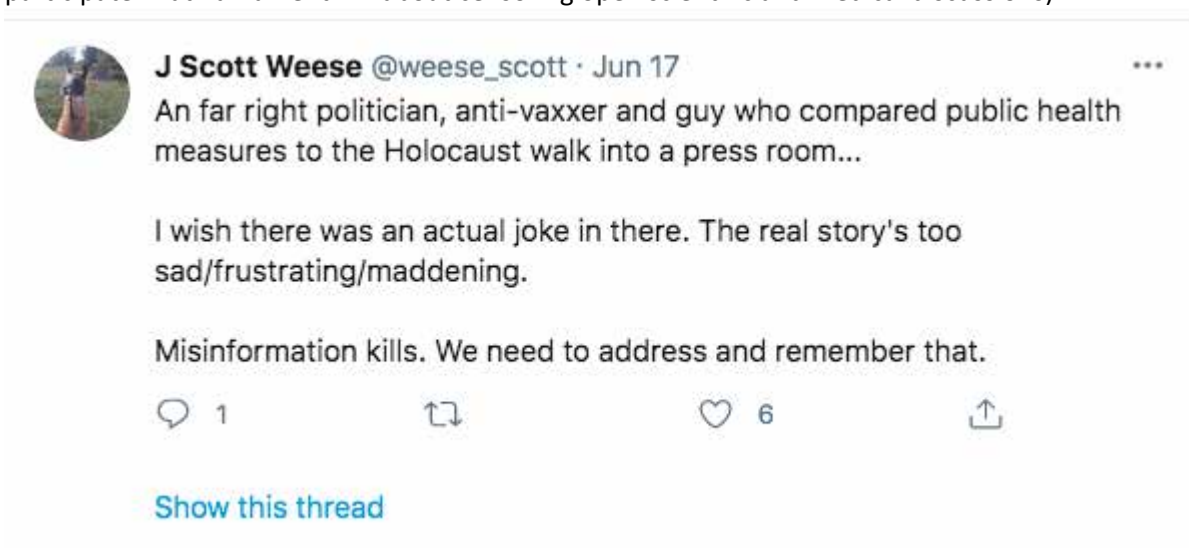 J Scott Weese @weese_scott · Jun 17
An far right politician, anti-vaxxer and guy who compared public health
measures to the Holocaust walk into a press room...
I wish there was an actual joke in there. The real story's too
sad/frustrating/maddening.
Misinformation kills. We need to address and remember that.
1 6
Show this thread